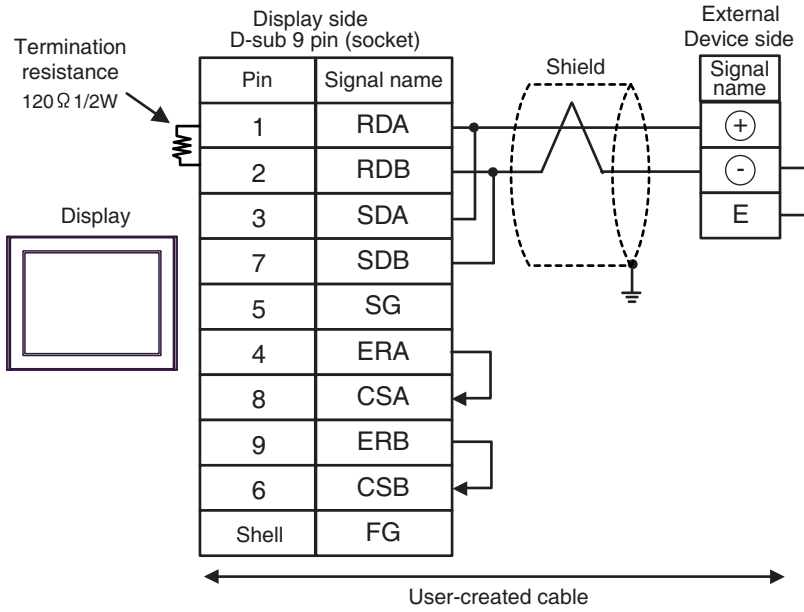 Display side
D-sub 9 pin (socket)
External
Device side
Termination
resistance
120Ω 1/2W
Shield
Pin Signal name
Signal
name
1 RDA
+
2 RDB
-
3 SDA
E
Display
7 SDB
5 SG
4 ERA
8 CSA
9 ERB
6 CSB
Shell FG
User-created cable